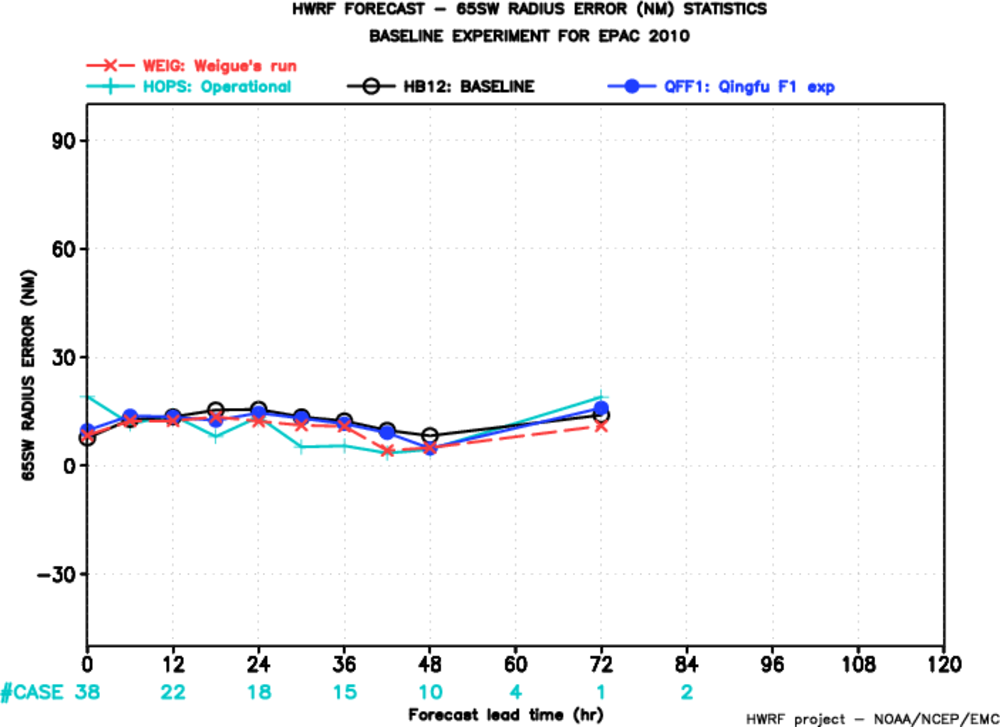 HWRF FORECAST – 65SW RADIUS ERROR (NM) STATISTICS
BASELINE EXPERIMENT FOR EPAC 2010
WEIG: Weigue's run
HOPS: Operational HB12: BASELINE QFF1: Qingfu F1 exp
90
60
30
0
−30
65SW RADIUS ERROR (NM)
0 12 24 36 48 60 72 84 96 108 120
#CASE 38 22 18 15 10 4 1 2
Forecast lead time (hr)
HWRF project – NOAA/NCEP/EMC